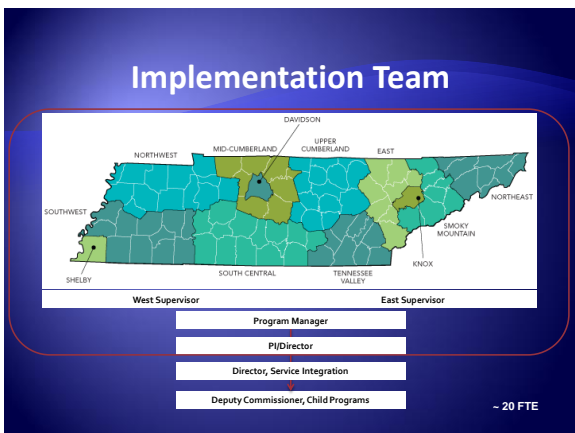 Implementation Team
DAVIDSON
UPPER
CUMBERLAND
MID-CUMBERLAND
EAST
NORTHWEST
NORTHEAST
SOUTHWEST
SMOKY
MOUNTAIN
KNOX
SHELBY
SOUTH CENTRAL
TENNESSEE
VALLEY
West Supervisor
East Supervisor
Program Manager
PI/Director
Director, Service Integration
Deputy Commissioner, Child Programs
~ 20 FTE